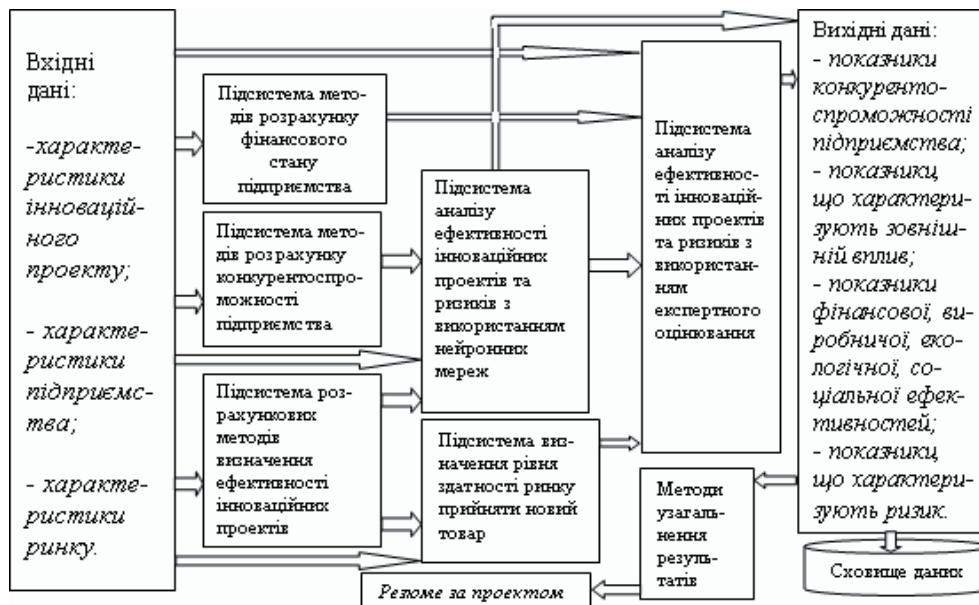 Вхідні
дані:
-характе-
ристики
інновацій-
ного
проекту;
- характе-
ристики
підприємс-
тва;
- характе-
ристики
ринку.
Підсистема мето-
дів розрахунку
фінансового
стану
підприємства
Підсистема мето-
дів розрахунку
конкурентоспро-
можності
підприємства
Підсистема роз-
рахункових
методів
визначення
ефективності
інноваційних
проектів
Підсистема
аналізу
ефективності
інноваційних
проектів та
ризиків з
використанням
нейронних
мереж
Підсистема виз-
начення рівня
здатності ринку
прийняти новий
товар
Підсистема
аналізу
ефективнос-
ті інновацій-
них проектів
та ризиків з
використан-
ням
експертного
оцінювання
Методи
узагаль-
нення
резуль-
татів
Резюме за проектом
Вихідні дані:
- показники
конкуренто-
спроможності
підприємства;
- показники,
що характери-
зують зовніш-
ній вплив;
- показники
фінансової, ви-
робничої, еко-
логічної, со-
ціальної ефек-
тивностей;
- показники,
що характери-
зують ризик.
Сховище даних